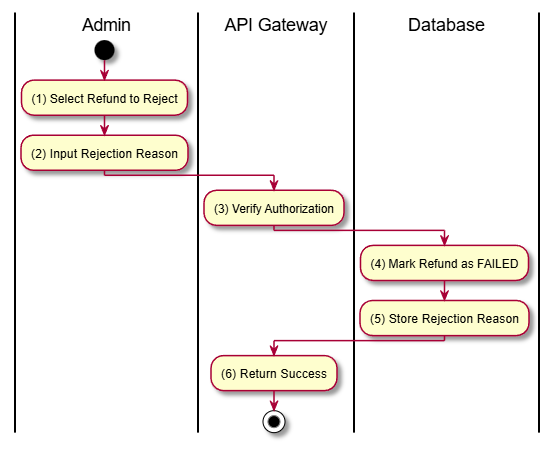 Admin
API Gateway
Database
(1) Select Refund to Reject
(2) Input Rejection Reason
(3) Verify Authorization
(4) Mark Refund as FAILED
(5) Store Rejection Reason
(6) Return Success